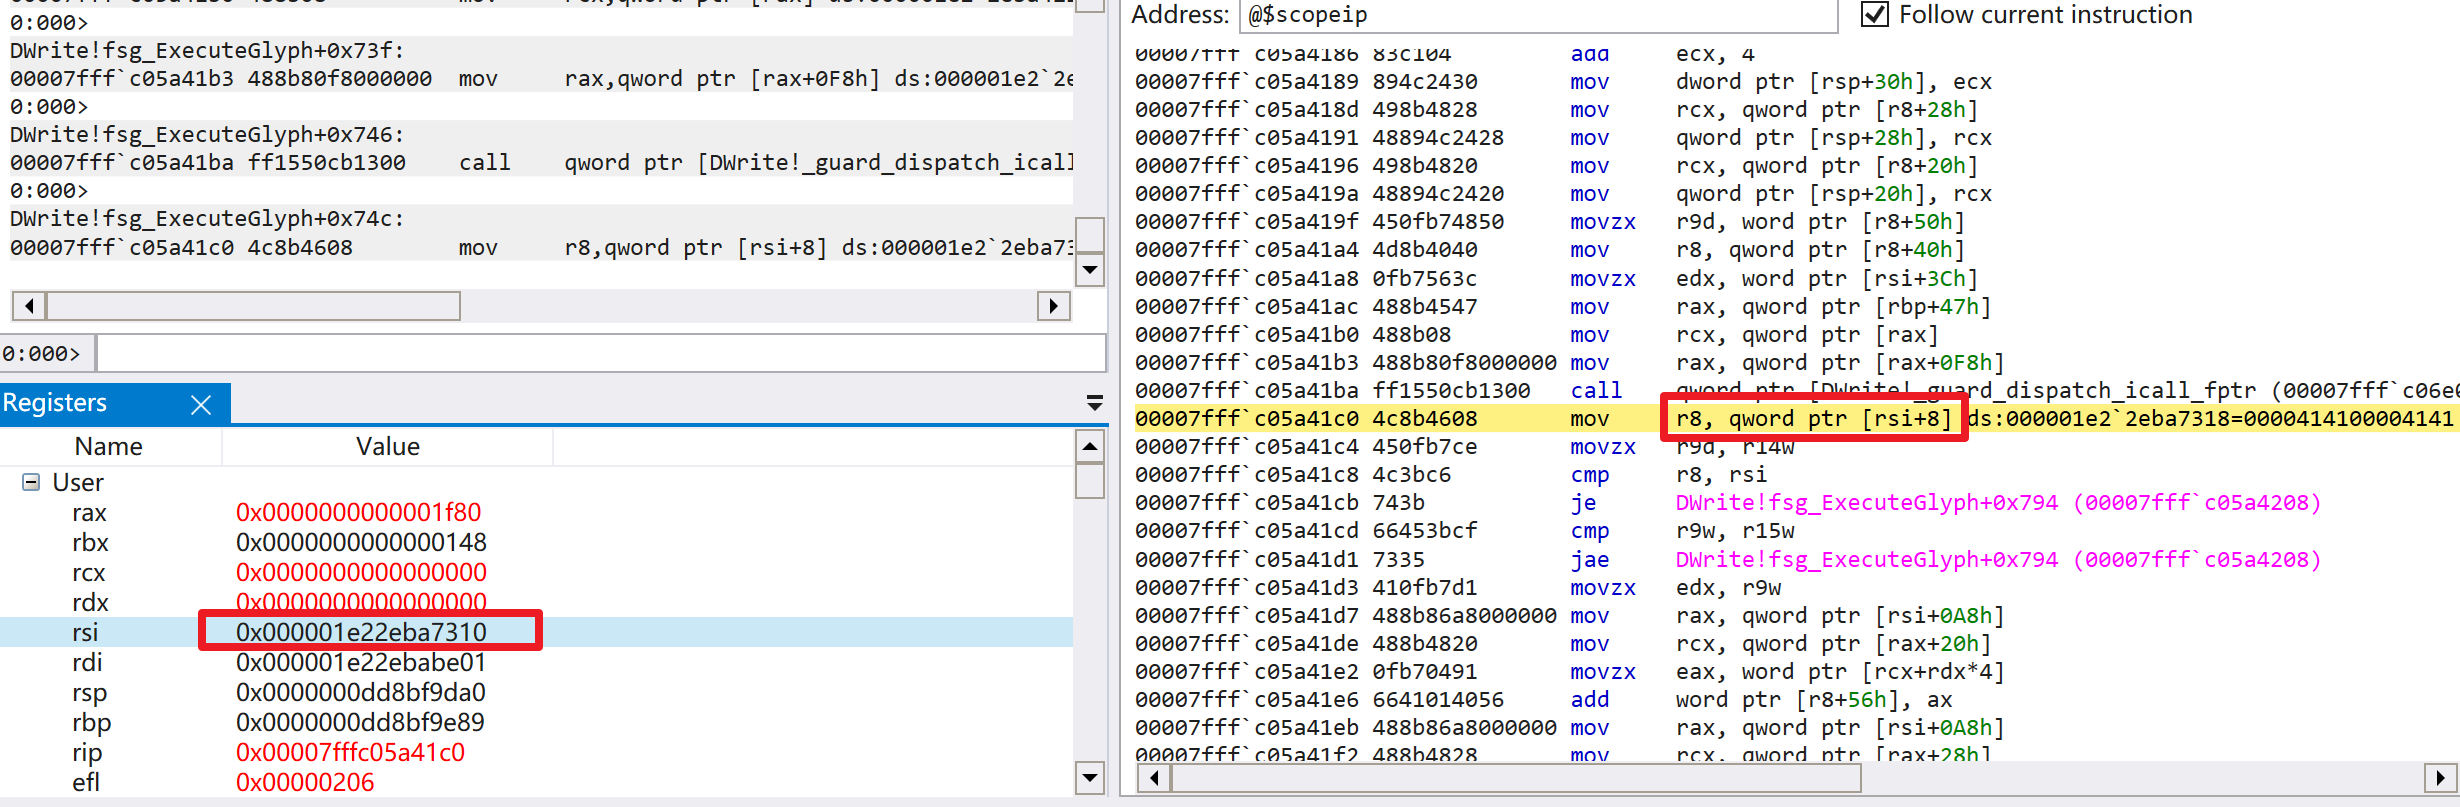 0:000>
DWrite!fsg_ExecuteGlyph+0x73f:
00007fff`c05a41b3 488b80f8000000  mov     rax,qword ptr [rax+0F8h] ds:000001e2`2e
0:000>
DWrite!fsg_ExecuteGlyph+0x746:
00007fff`c05a41ba ff1550cb1300    call    qword ptr [DWrite!_guard_dispatch_icall
0:000>
DWrite!fsg_ExecuteGlyph+0x74c:
00007fff`c05a41c0 4c8b4608        mov     r8,qword ptr [rsi+8] ds:000001e2`2eba73
0:000>
Registers
Name Value
User
rax 0x0000000000001f80
rbx 0x0000000000000148
rcx 0x0000000000000000
rdx 0x0000000000000000
rsi 0x000001e22eba7310
rdi 0x000001e22ebabe01
rsp 0x0000000dd8bf9da0
rbp 0x0000000dd8bf9e89
rip 0x00007fffc05a41c0
efl 0x00000206
Address: @$scopeip Follow current instruction
00007fff`c05a4186 83c104          add     ecx, 4
00007fff`c05a4189 894c2430        mov     dword ptr [rsp+30h], ecx
00007fff`c05a418d 498b4828        mov     rcx, qword ptr [r8+28h]
00007fff`c05a4191 48894c2428      mov     qword ptr [rsp+28h], rcx
00007fff`c05a4196 498b4820        mov     rcx, qword ptr [r8+20h]
00007fff`c05a419a 48894c2420      mov     qword ptr [rsp+20h], rcx
00007fff`c05a419f 450fb74850      movzx   r9d, word ptr [r8+50h]
00007fff`c05a41a4 4d8b4040        mov     r8, qword ptr [r8+40h]
00007fff`c05a41a8 0fb7563c        movzx   edx, word ptr [rsi+3Ch]
00007fff`c05a41ac 488b4547        mov     rax, qword ptr [rbp+47h]
00007fff`c05a41b0 488b08          mov     rcx, qword ptr [rax]
00007fff`c05a41b3 488b80f8000000 mov     rax, qword ptr [rax+0F8h]
00007fff`c05a41ba ff1550cb1300   call    qword ptr [DWrite!_guard_dispatch_icall_fptr (00007fff`c06e0
00007fff`c05a41c0 4c8b4608        mov     r8, qword ptr [rsi+8] ds:000001e2`2eba7318=0000414100004141
00007fff`c05a41c4 450fb7ce        movzx   r9d, r14w
00007fff`c05a41c8 4c3bc6          cmp     r8, rsi
00007fff`c05a41cb 743b            je      DWrite!fsg_ExecuteGlyph+0x794 (00007fff`c05a4208)
00007fff`c05a41cd 66453bcf        cmp     r9w, r15w
00007fff`c05a41d1 7335            jae     DWrite!fsg_ExecuteGlyph+0x794 (00007fff`c05a4208)
00007fff`c05a41d3 410fb7d1        movzx   edx, r9w
00007fff`c05a41d7 488b86a8000000 mov     rax, qword ptr [rsi+0A8h]
00007fff`c05a41de 488b4820        mov     rcx, qword ptr [rax+20h]
00007fff`c05a41e2 0fb70491        movzx   eax, word ptr [rcx+rdx*4]
00007fff`c05a41e6 6641014056      add     word ptr [r8+56h], ax
00007fff`c05a41eb 488b86a8000000 mov     rax, qword ptr [rsi+0A8h]
00007fff`c05a41f2 488b4828        mov     rcx, qword ptr [rax+28h]